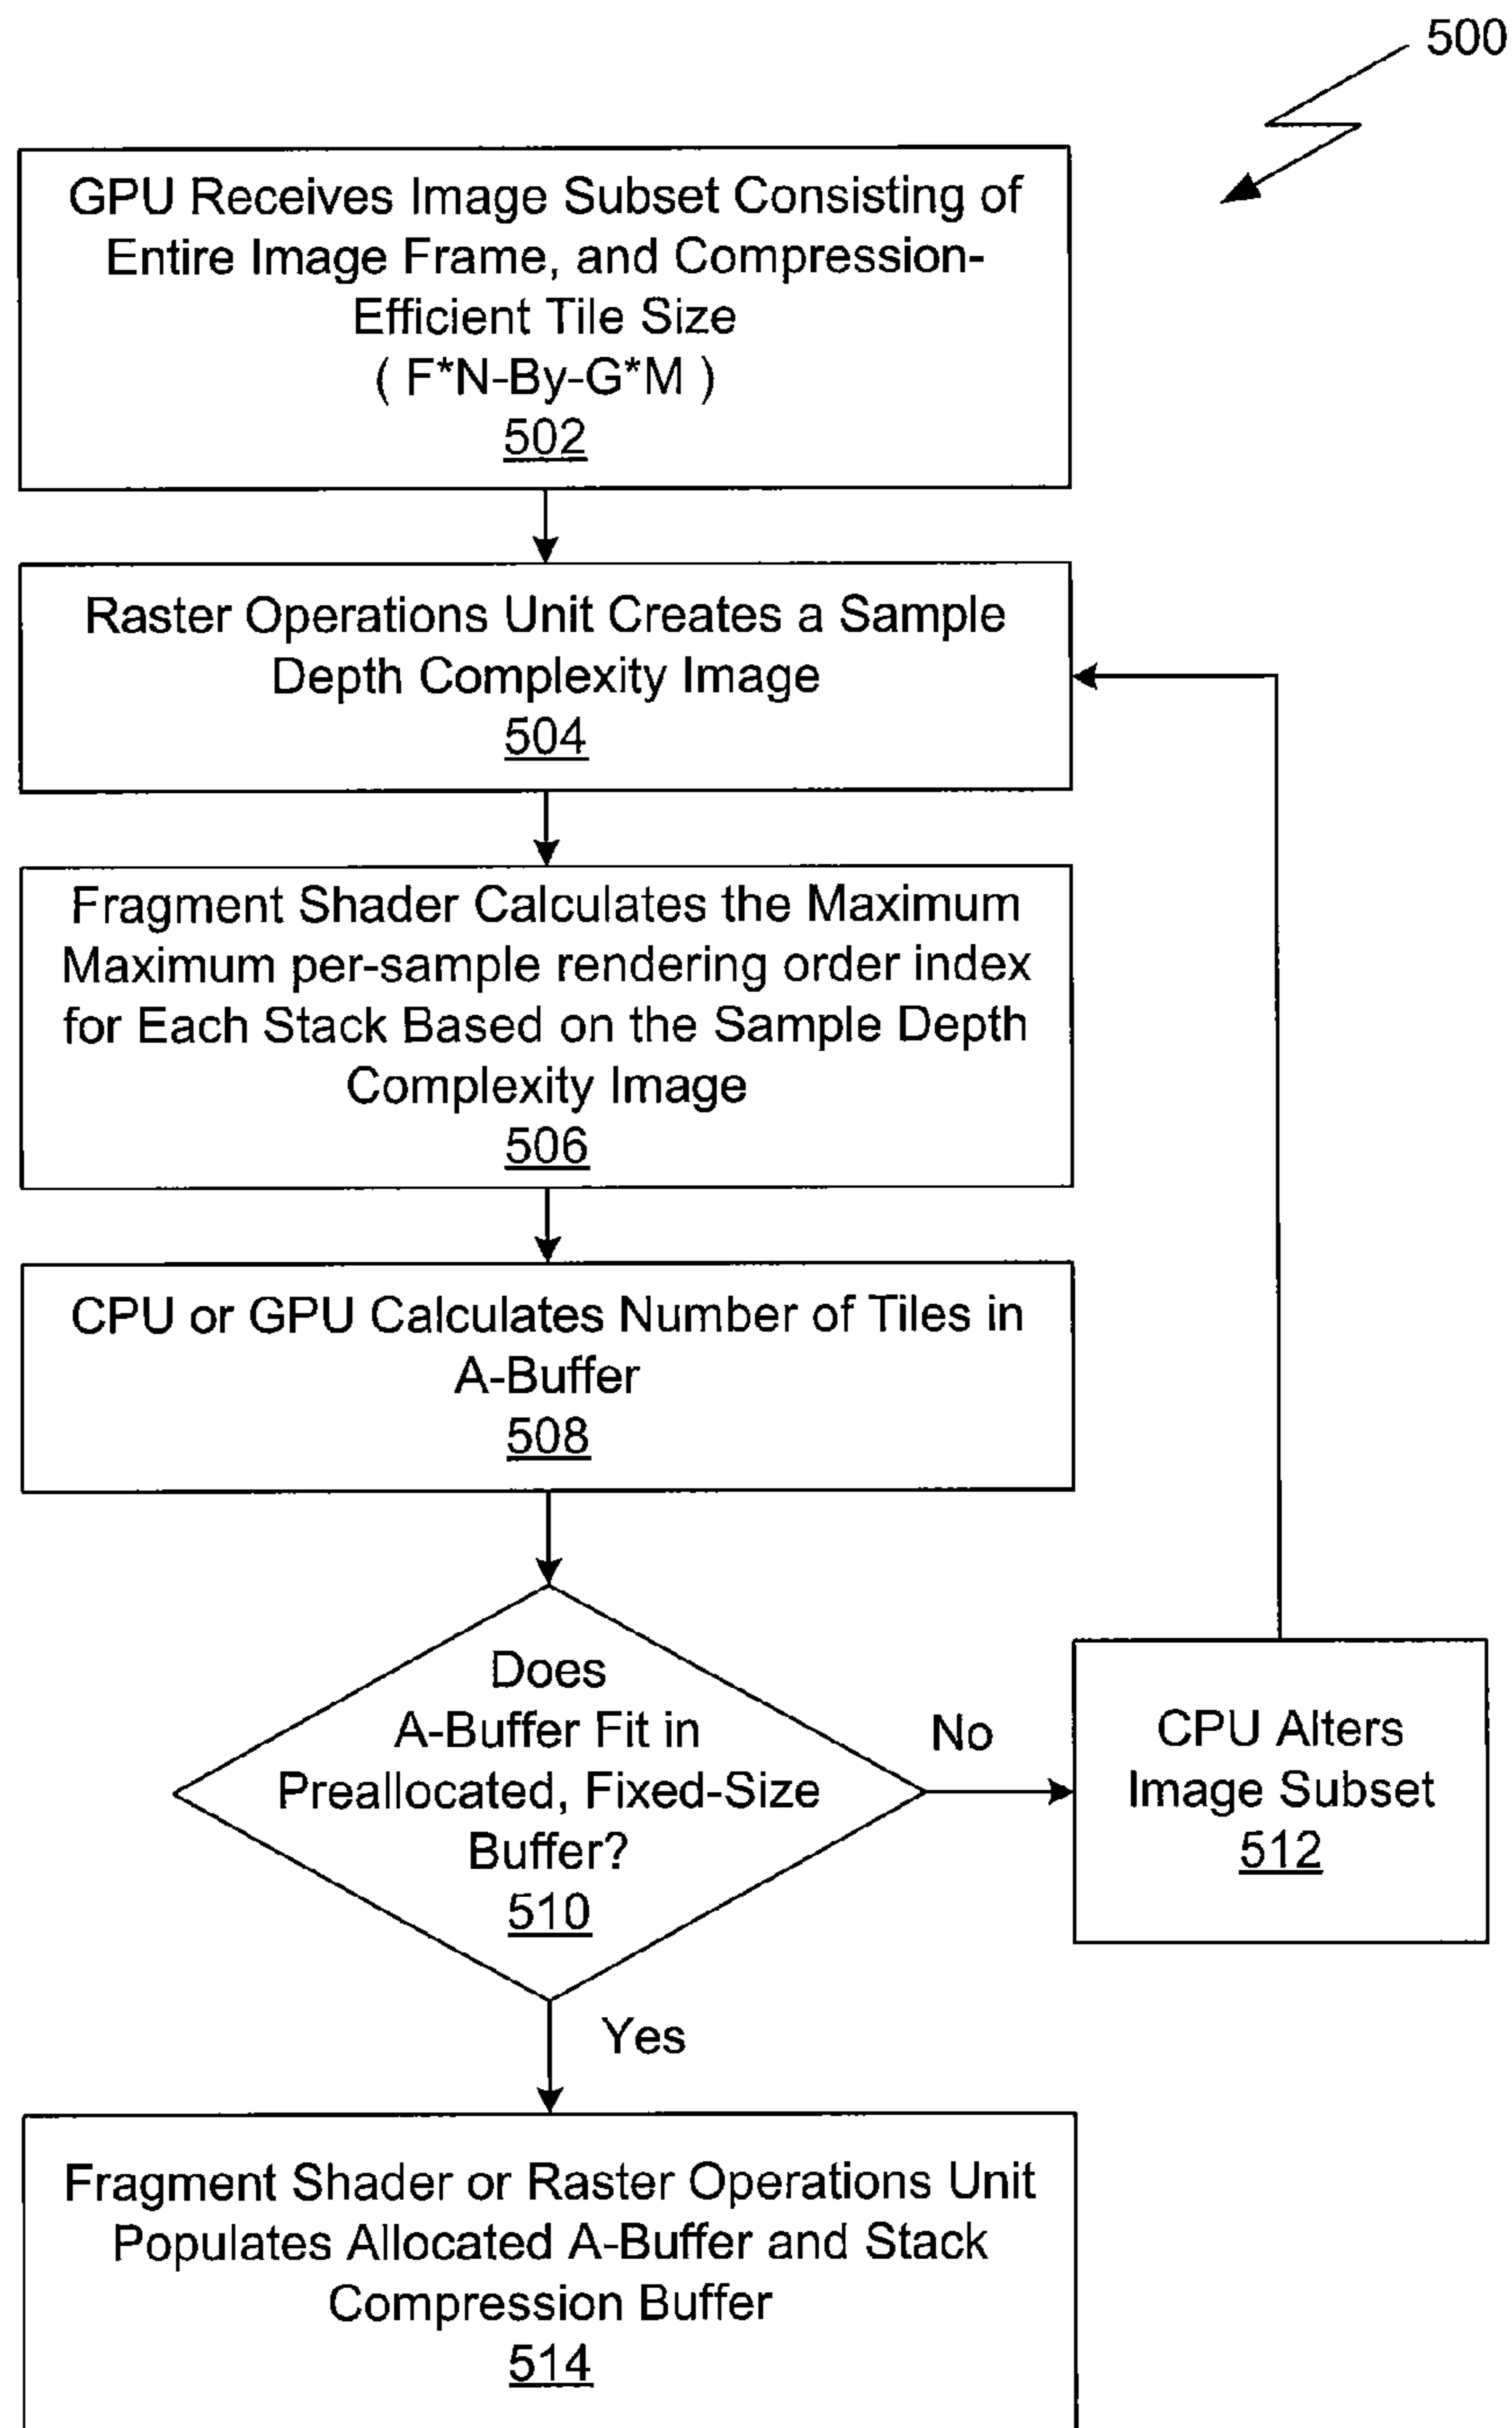 500
GPU Receives Image Subset Consisting of
Entire Image Frame, and Compression-
Efficient Tile Size
( F*N-By-G*M )
502
Raster Operations Unit Creates a Sample
Depth Complexity Image
504
Fragment Shader Calculates the Maximum
Maximum per-sample rendering order index
for Each Stack Based on the Sample Depth
Complexity Image
506
CPU or GPU Calculates Number of Tiles in
A-Buffer
508
Does
A-Buffer Fit in
Preallocated, Fixed-Size
Buffer?
510
No
CPU Alters
Image Subset
512
Yes
Fragment Shader or Raster Operations Unit
Populates Allocated A-Buffer and Stack
Compression Buffer
514